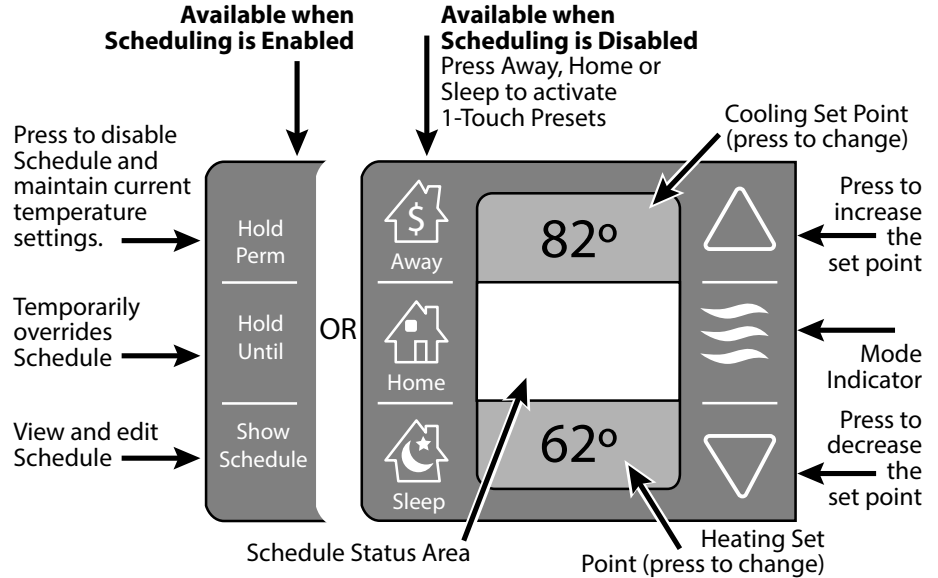 Available when
Scheduling is Enabled
Available when
Scheduling is Disabled
Press Away, Home or
Sleep to activate
1-Touch Presets
Cooling Set Point
(press to change)
Press to disable
Schedule and
maintain current
temperature
settings.
Temporarily
overrides
Schedule
View and edit
Schedule
Hold
Perm
Hold
Until
Show
Schedule
OR
$
Away
Home
Sleep
82º
62º
Press to
increase
the
set point
Mode
Indicator
Press to
decrease
the
set point
Schedule Status Area
Heating Set
Point (press to change)